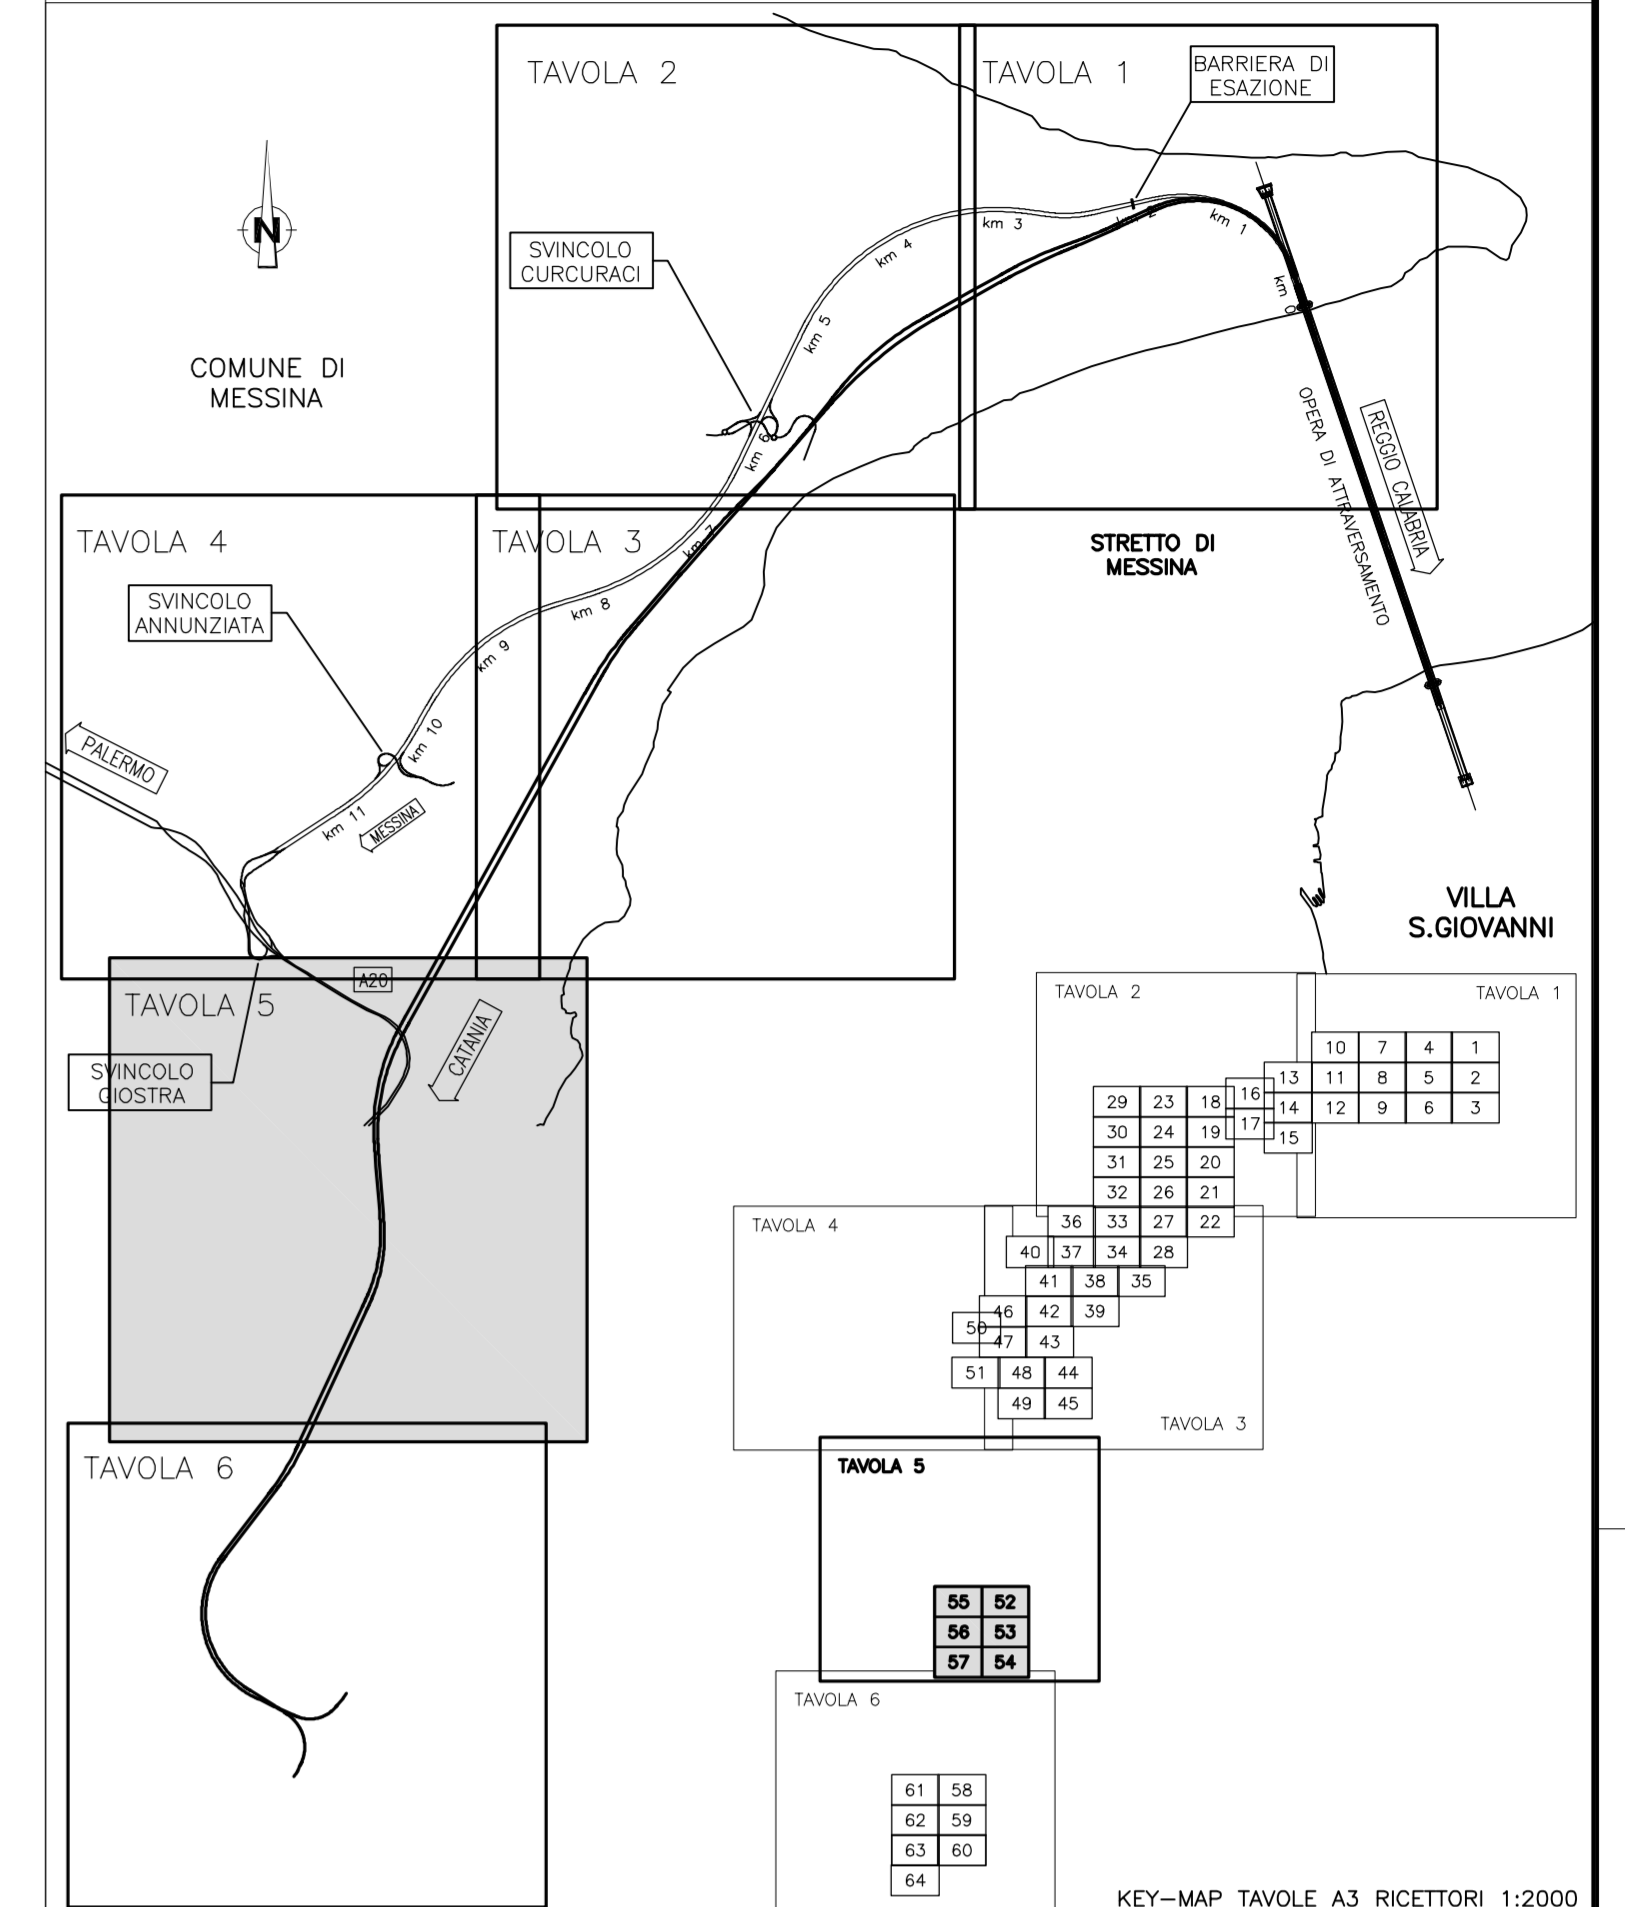 TAVOLA 2
TAVOLA 1
BARRIERA DI
ESAZIONE
N
SVINCOLO
CURCURACI
km 0
km 1
km 2
km 3
km 4
km 5
km 6
km 7
COMUNE DI
MESSINA
OPERA DI ATTRAVERSAMENTO
REGGIO CALABRIA
TAVOLA 4
TAVOLA 3
STRETTO DI
MESSINA
SVINCOLO
ANNUNZIATA
km 8
km 9
km 10
km 11
PALERMO
MESSINA
VILLA
S.GIOVANNI
A20
TAVOLA 5
CATANIA
SVINCOLO
GIOSTRA
TAVOLA 6
TAVOLA 2
TAVOLA 1
10 7 4 1
13 11 8 5 2
14 12 9 6 3
15
16
17
29 23 18
30 24 19
31 25 20
32 26 21
36 33 27 22
40 37 34 28
41 38 35
46 42 39
50
47 43
51 48 44
49 45
TAVOLA 4
TAVOLA 3
TAVOLA 5
55 52
56 53
57 54
TAVOLA 6
61 58
62 59
63 60
64
KEY-MAP TAVOLE A3 RICETTORI 1:2000